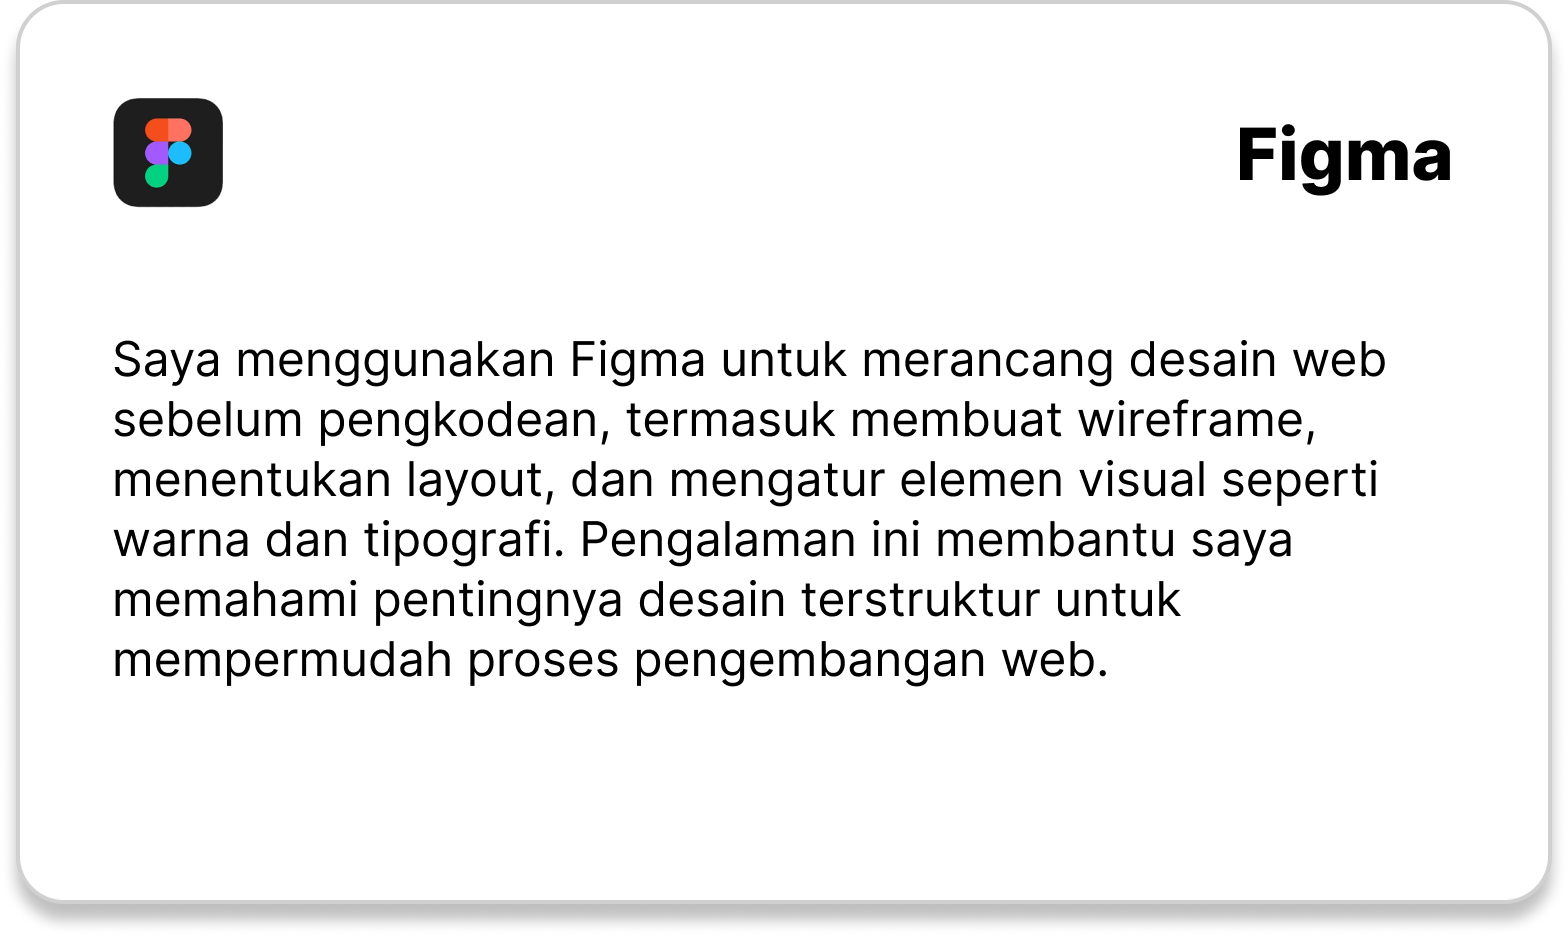 Figma
Saya menggunakan Figma untuk merancang desain web
sebelum pengkodean, termasuk membuat wireframe,
menentukan layout, dan mengatur elemen visual seperti
warna dan tipografi. Pengalaman ini membantu saya
memahami pentingnya desain terstruktur untuk
mempermudah proses pengembangan web.